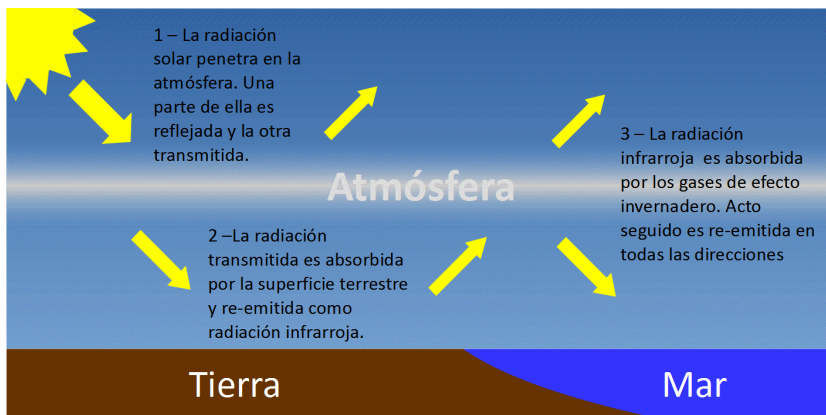 1 – La radiación
solar penetra en la
atmósfera. Una
parte de ella es
reflejada y la otra
transmitida.
Atmósfera
2 –La radiación
transmitida es absorbida
por la superficie terrestre
y re-emitida como
radiación infrarroja.
3 – La radiación
infrarroja es absorbida
por los gases de efecto
invernadero. Acto
seguido es re-emitida en
todas las direcciones
Tierra
Mar